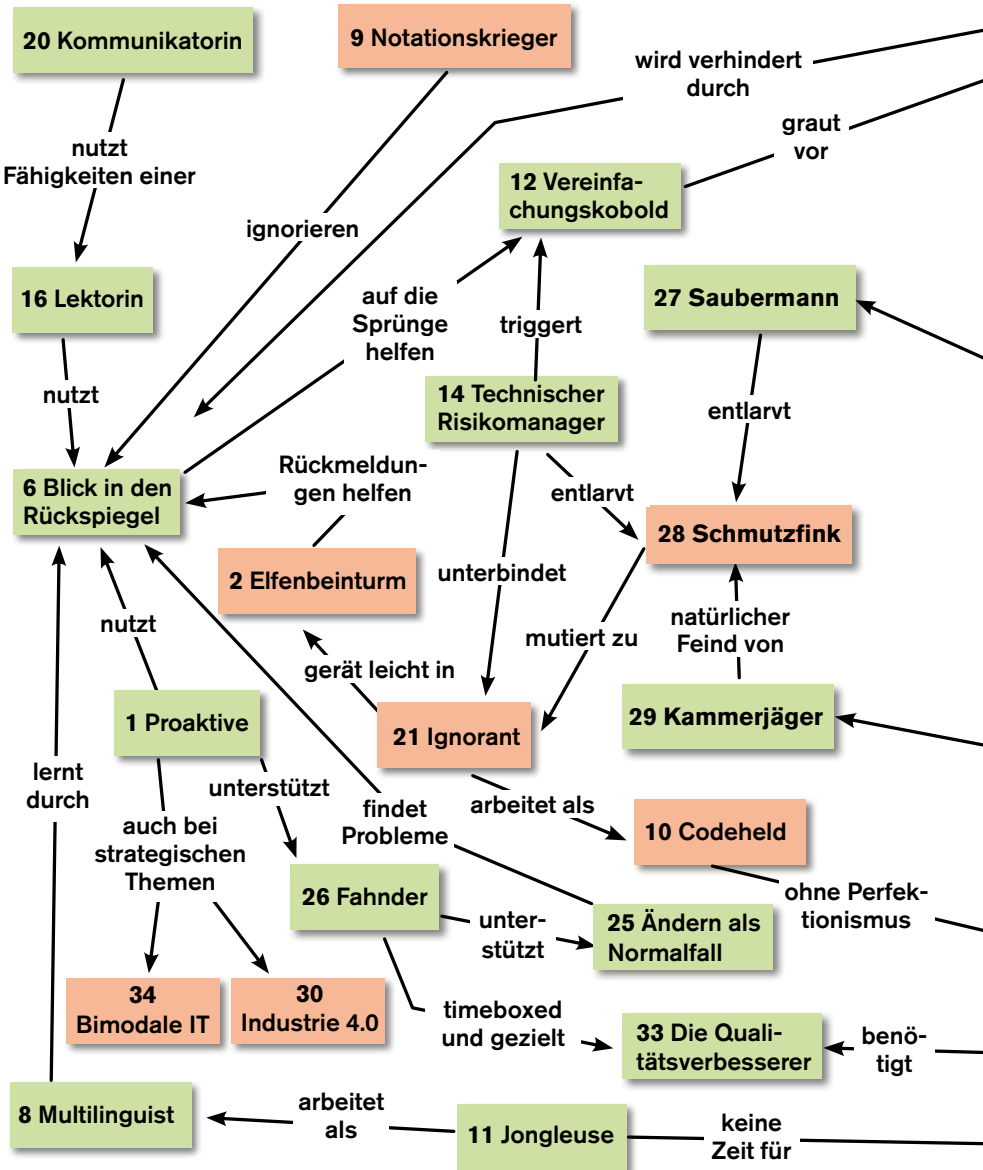 20 Kommunikatorin
9 Notationskrieger
wird verhindert
durch
graut
vor
nutzt
Fähigkeiten einer
12 Vereinfa-
chungskobold
ignorieren
16 Lektorin
auf die
Sprünge
helfen
triggert
27 Saubermann
nutzt
14 Technischer
Risikomanager
entlarvt
6 Blick in den
Rückspiegel
Rückmeldun-
gen helfen
entlarvt
28 Schmutzfink
2 Elfenbeinturm
unterbindet
natürlicher
Feind von
nutzt
mutiert zu
gerät leicht in
1 Proaktive
21 Ignorant
29 Kammerjäger
lernt
durch
unterstützt
findet
Probleme
arbeitet als
auch bei
strategischen
Themen
10 Codeheld
26 Fahnder
ohne Perfek-
tionismus
unter-
stützt
25 Ändern als
Normalfall
34
Bimodale IT
30
Industrie 4.0
timeboxed
und gezielt
33 Die Quali-
tätsverbesserer
benö-
tigt
8 Multilinguist
arbeitet
als
11 Jongleuse
keine
Zeit für